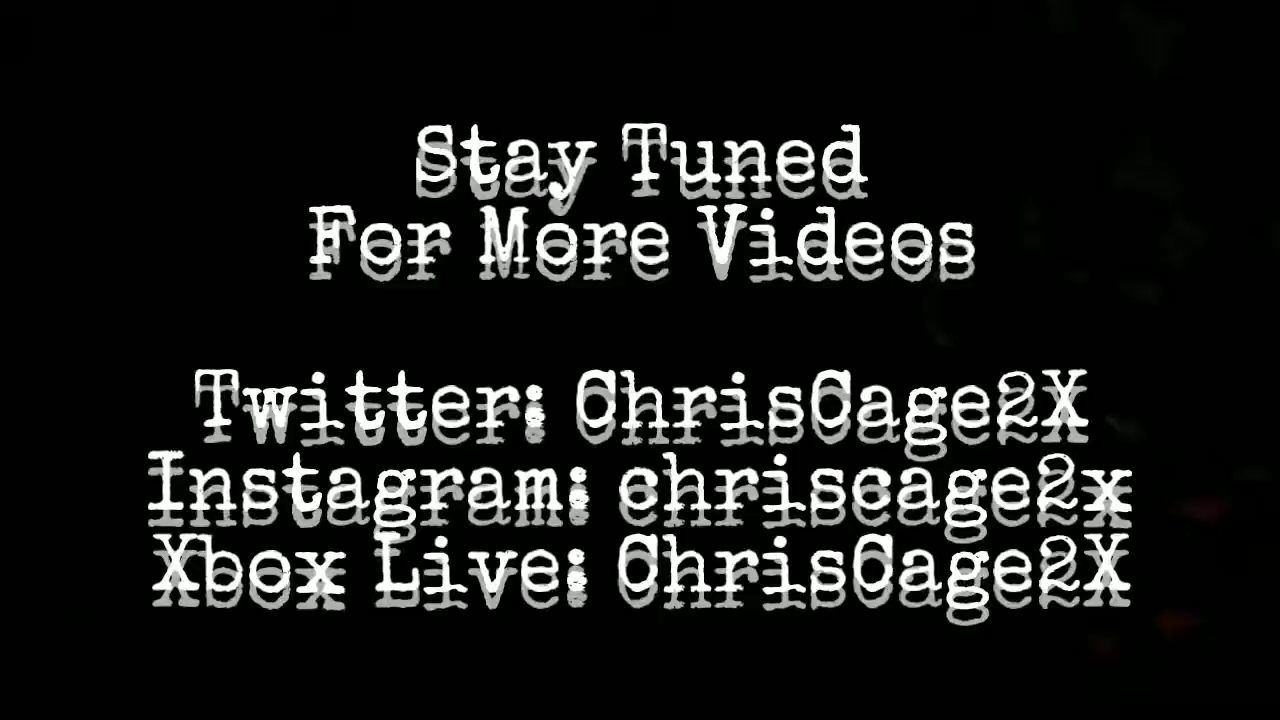 Stay Tuned
For More Videos
Twitter: ChrisCage2X
Instagram: chriscage2x
Xbox Live: ChrisCage2X